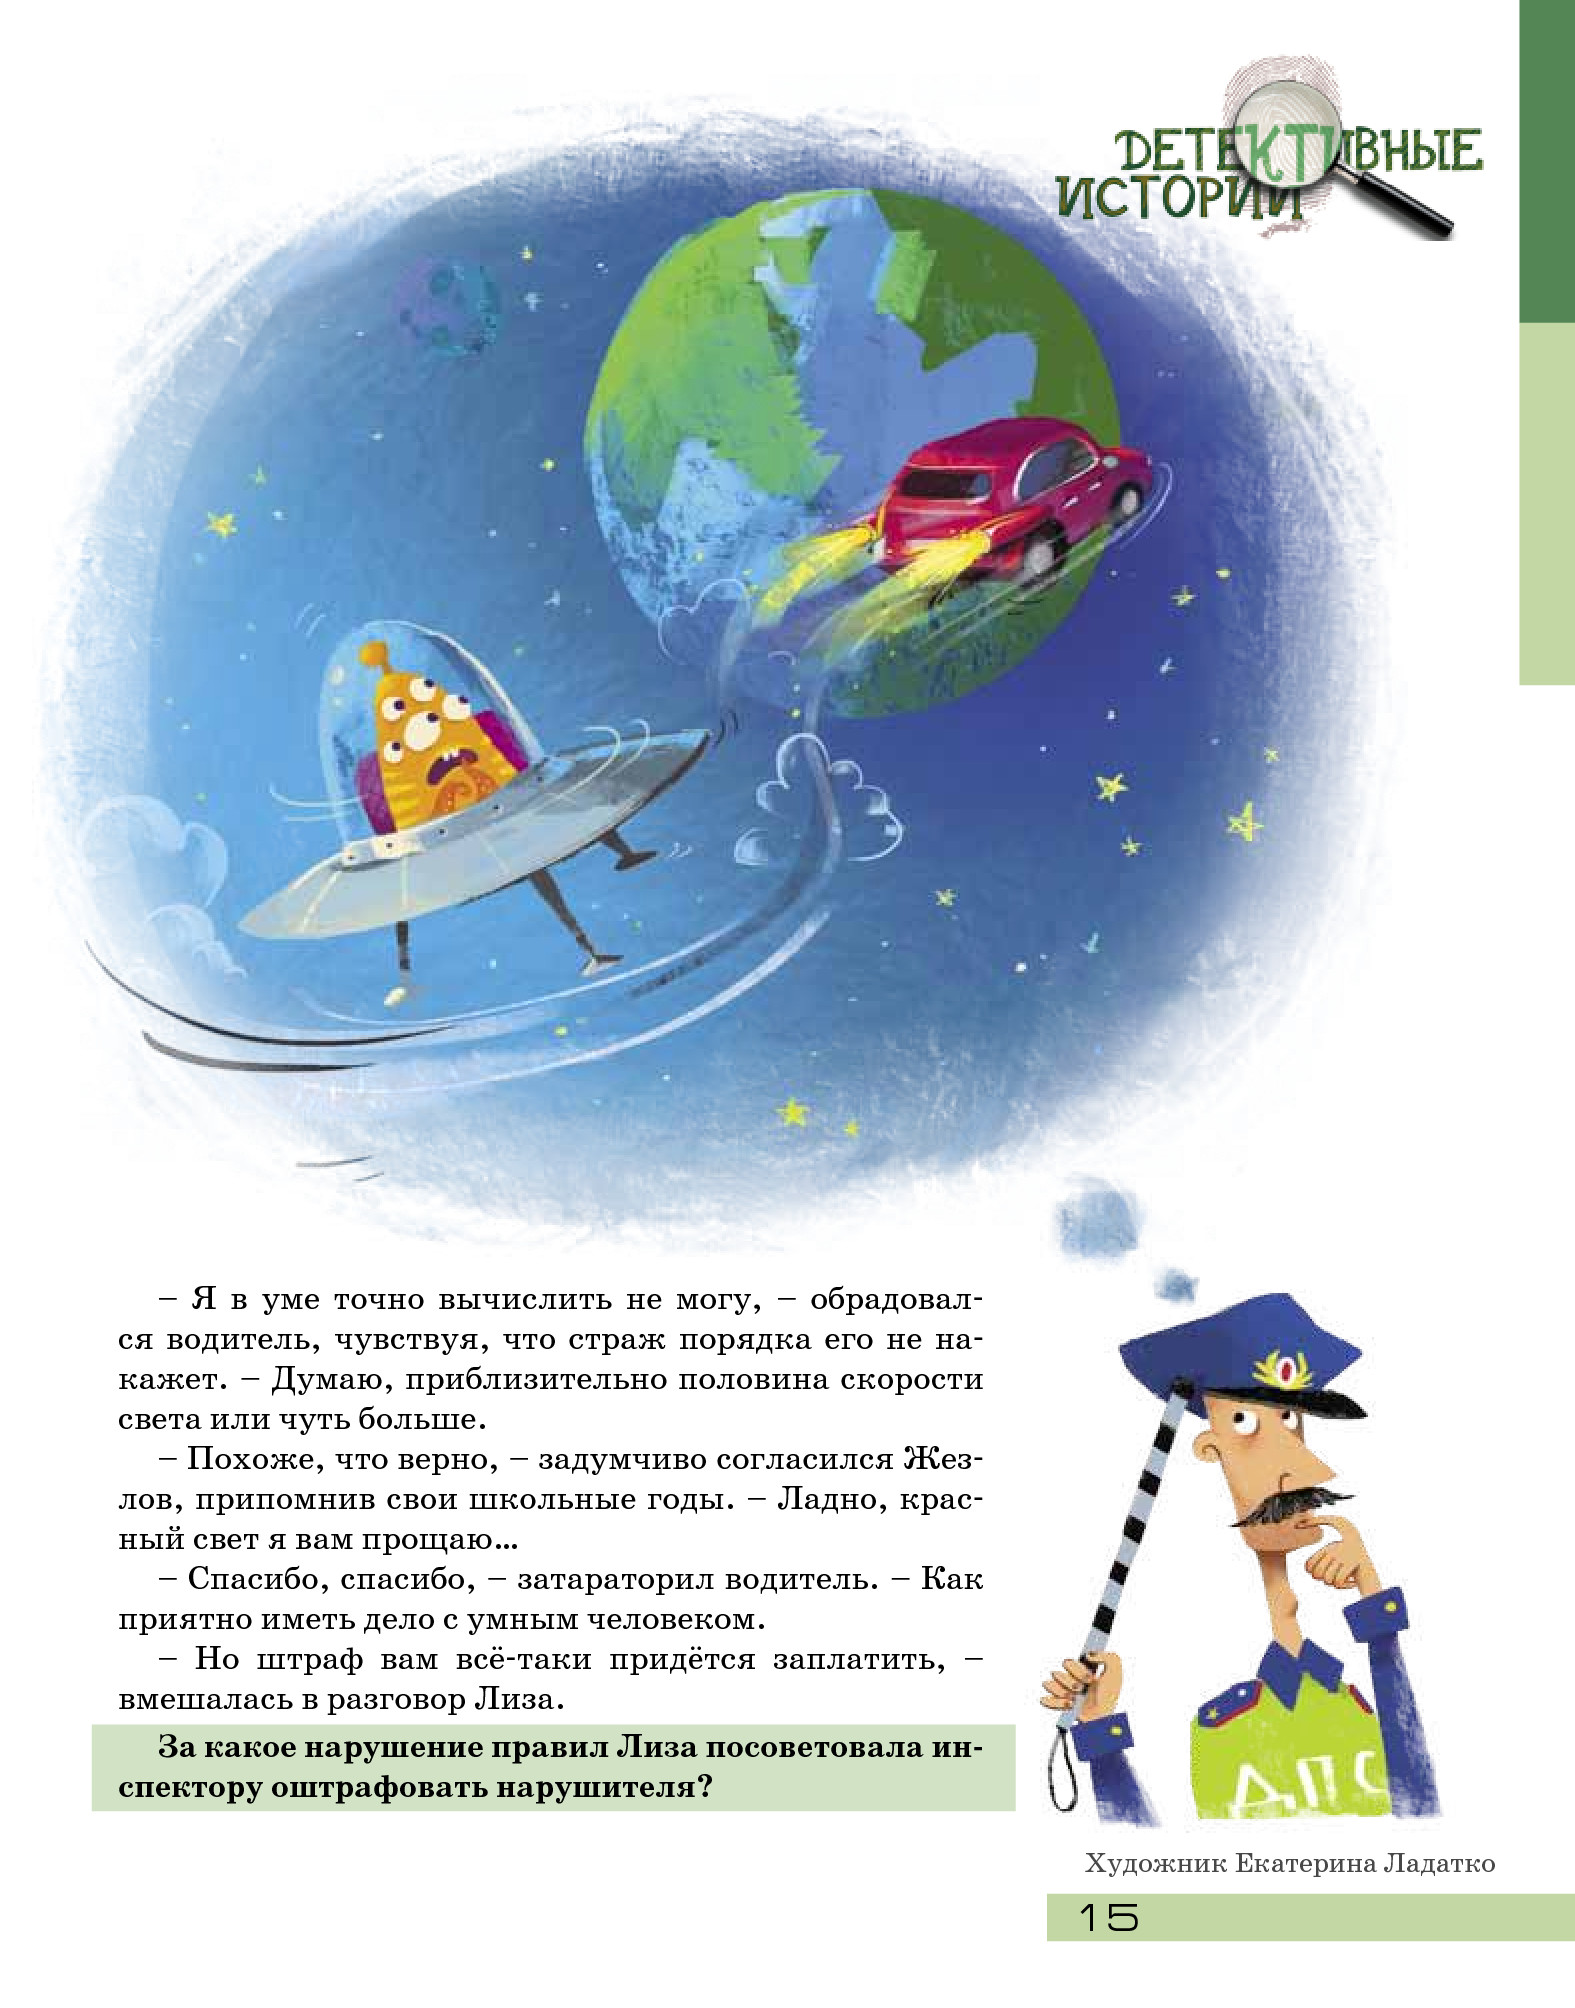 ДЕТЕКТИВНЫЕ
ИСТОРИИ
– Я в уме точно вычислить не могу, – обрадовал-
ся водитель, чувствуя, что страж порядка его не на-
кажет. – Думаю, приблизительно половина скорости
света или чуть больше.
– Похоже, что верно, – задумчиво согласился Жез-
лов, припомнив свои школьные годы. – Ладно, крас-
ный свет я вам прощаю…
– Спасибо, спасибо, – затараторил водитель. – Как
приятно иметь дело с умным человеком.
– Но штраф вам всё-таки придётся заплатить, –
вмешалась в разговор Лиза.
За какое нарушение правил Лиза посоветовала ин-
спектору оштрафовать нарушителя?
ДПС
Художник Екатерина Ладатко
15